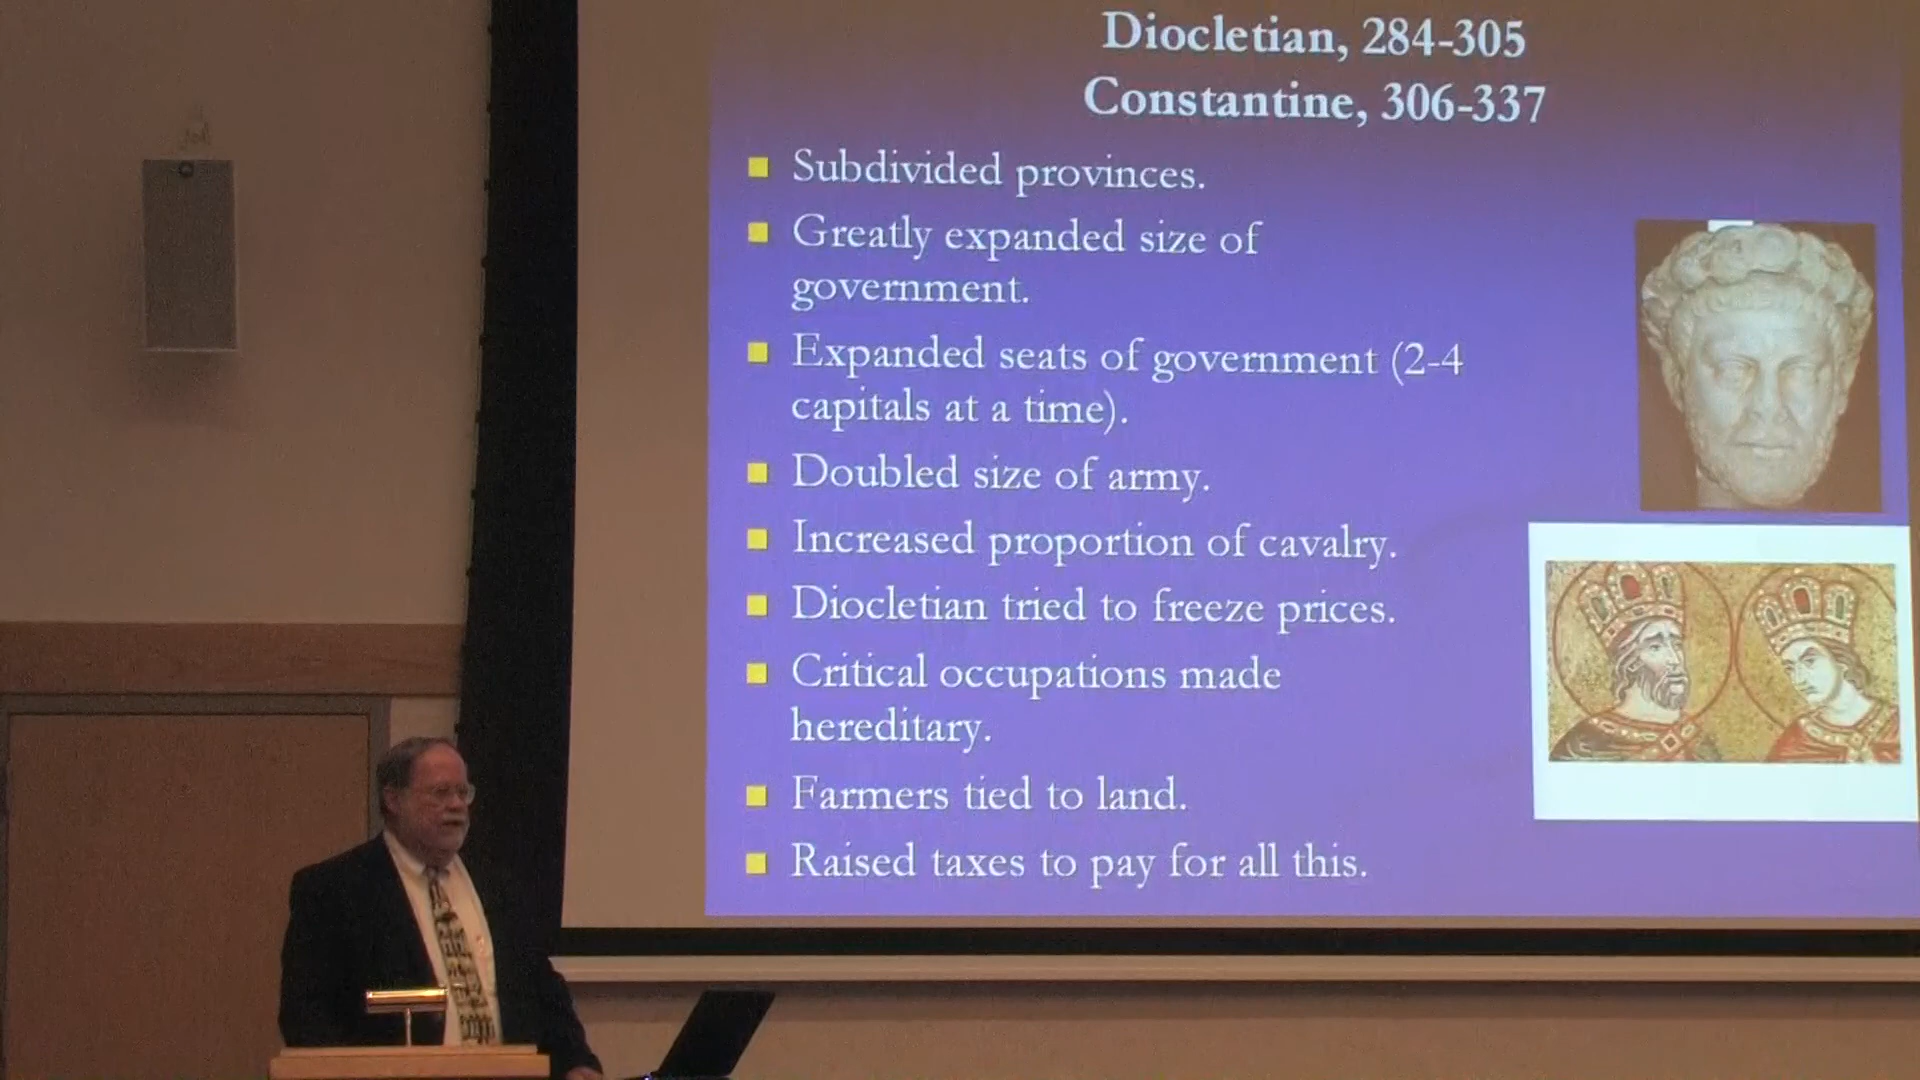 Diocletian, 284-305
Constantine, 306-337
Subdivided provinces.
Greatly expanded size of
government.
Expanded seats of government (2-4
capitals at a time).
Doubled size of army.
Increased proportion of cavalry.
Diocletian tried to freeze prices.
Critical occupations made
hereditary.
Farmers tied to land.
Raised taxes to pay for all this.